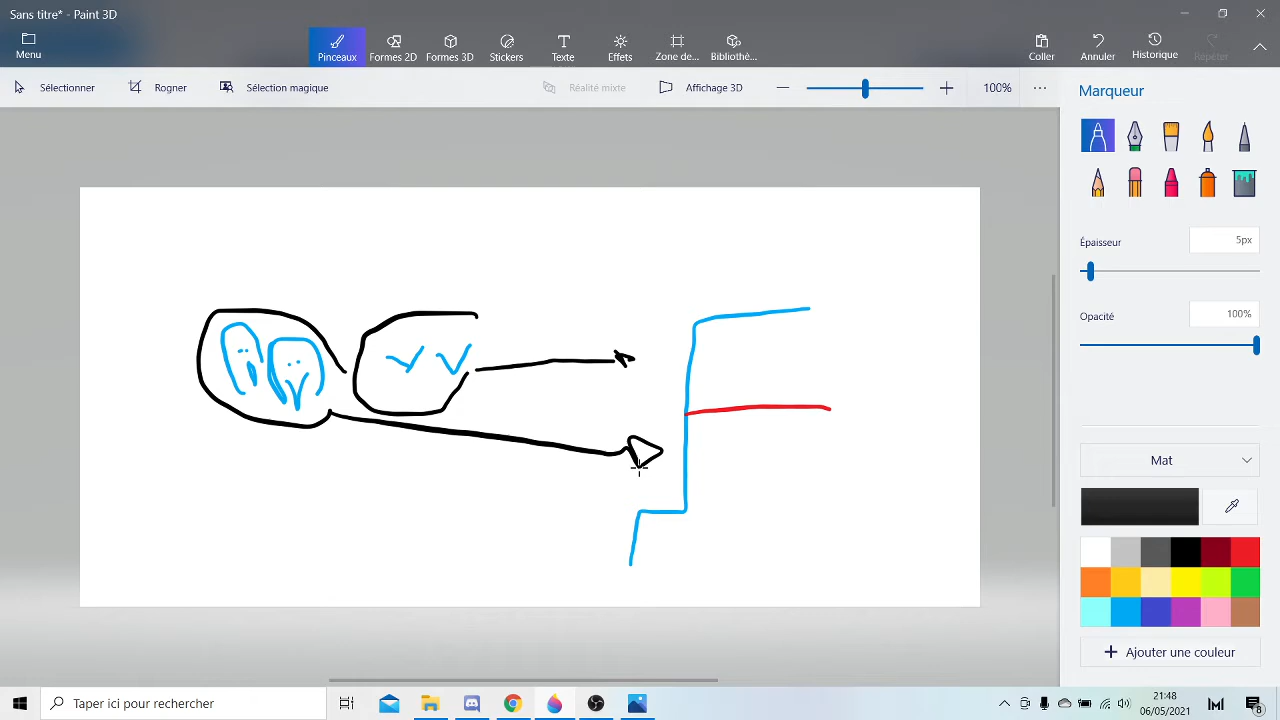 Sans titre* - Paint 3D
Menu
Pinceaux
Formes 2D
Formes 3D
Stickers
Texte
Effets
Zone de...
Bibliothè...
Coller
Annuler
Historique
Répéter
Sélectionner
Rogner
Sélection magique
Réalité mixte
Affichage 3D
100%
Marqueur
Épaisseur
5px
Opacité
100%
Mat
Ajouter une couleur
Taper ici pour rechercher
21:48
06/05/2021
8